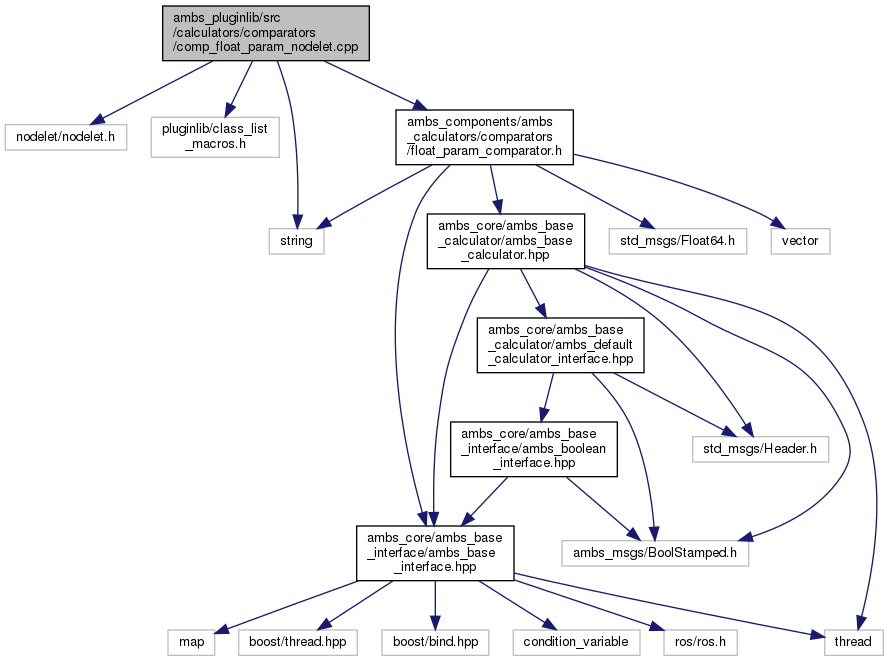 ambs_pluginlib/src
/calculators/comparators
/comp_float_param_nodelet.cpp
nodelet/nodelet.h
pluginlib/class_list
_macros.h
ambs_components/ambs
_calculators/comparators
/float_param_comparator.h
string
ambs_core/ambs_base
_calculator/ambs_base
_calculator.hpp
std_msgs/Float64.h
vector
ambs_core/ambs_base
_calculator/ambs_default
_calculator_interface.hpp
ambs_core/ambs_base
_interface/ambs_boolean
_interface.hpp
std_msgs/Header.h
ambs_core/ambs_base
_interface/ambs_base
_interface.hpp
ambs_msgs/BoolStamped.h
map
boost/thread.hpp
boost/bind.hpp
condition_variable
ros/ros.h
thread